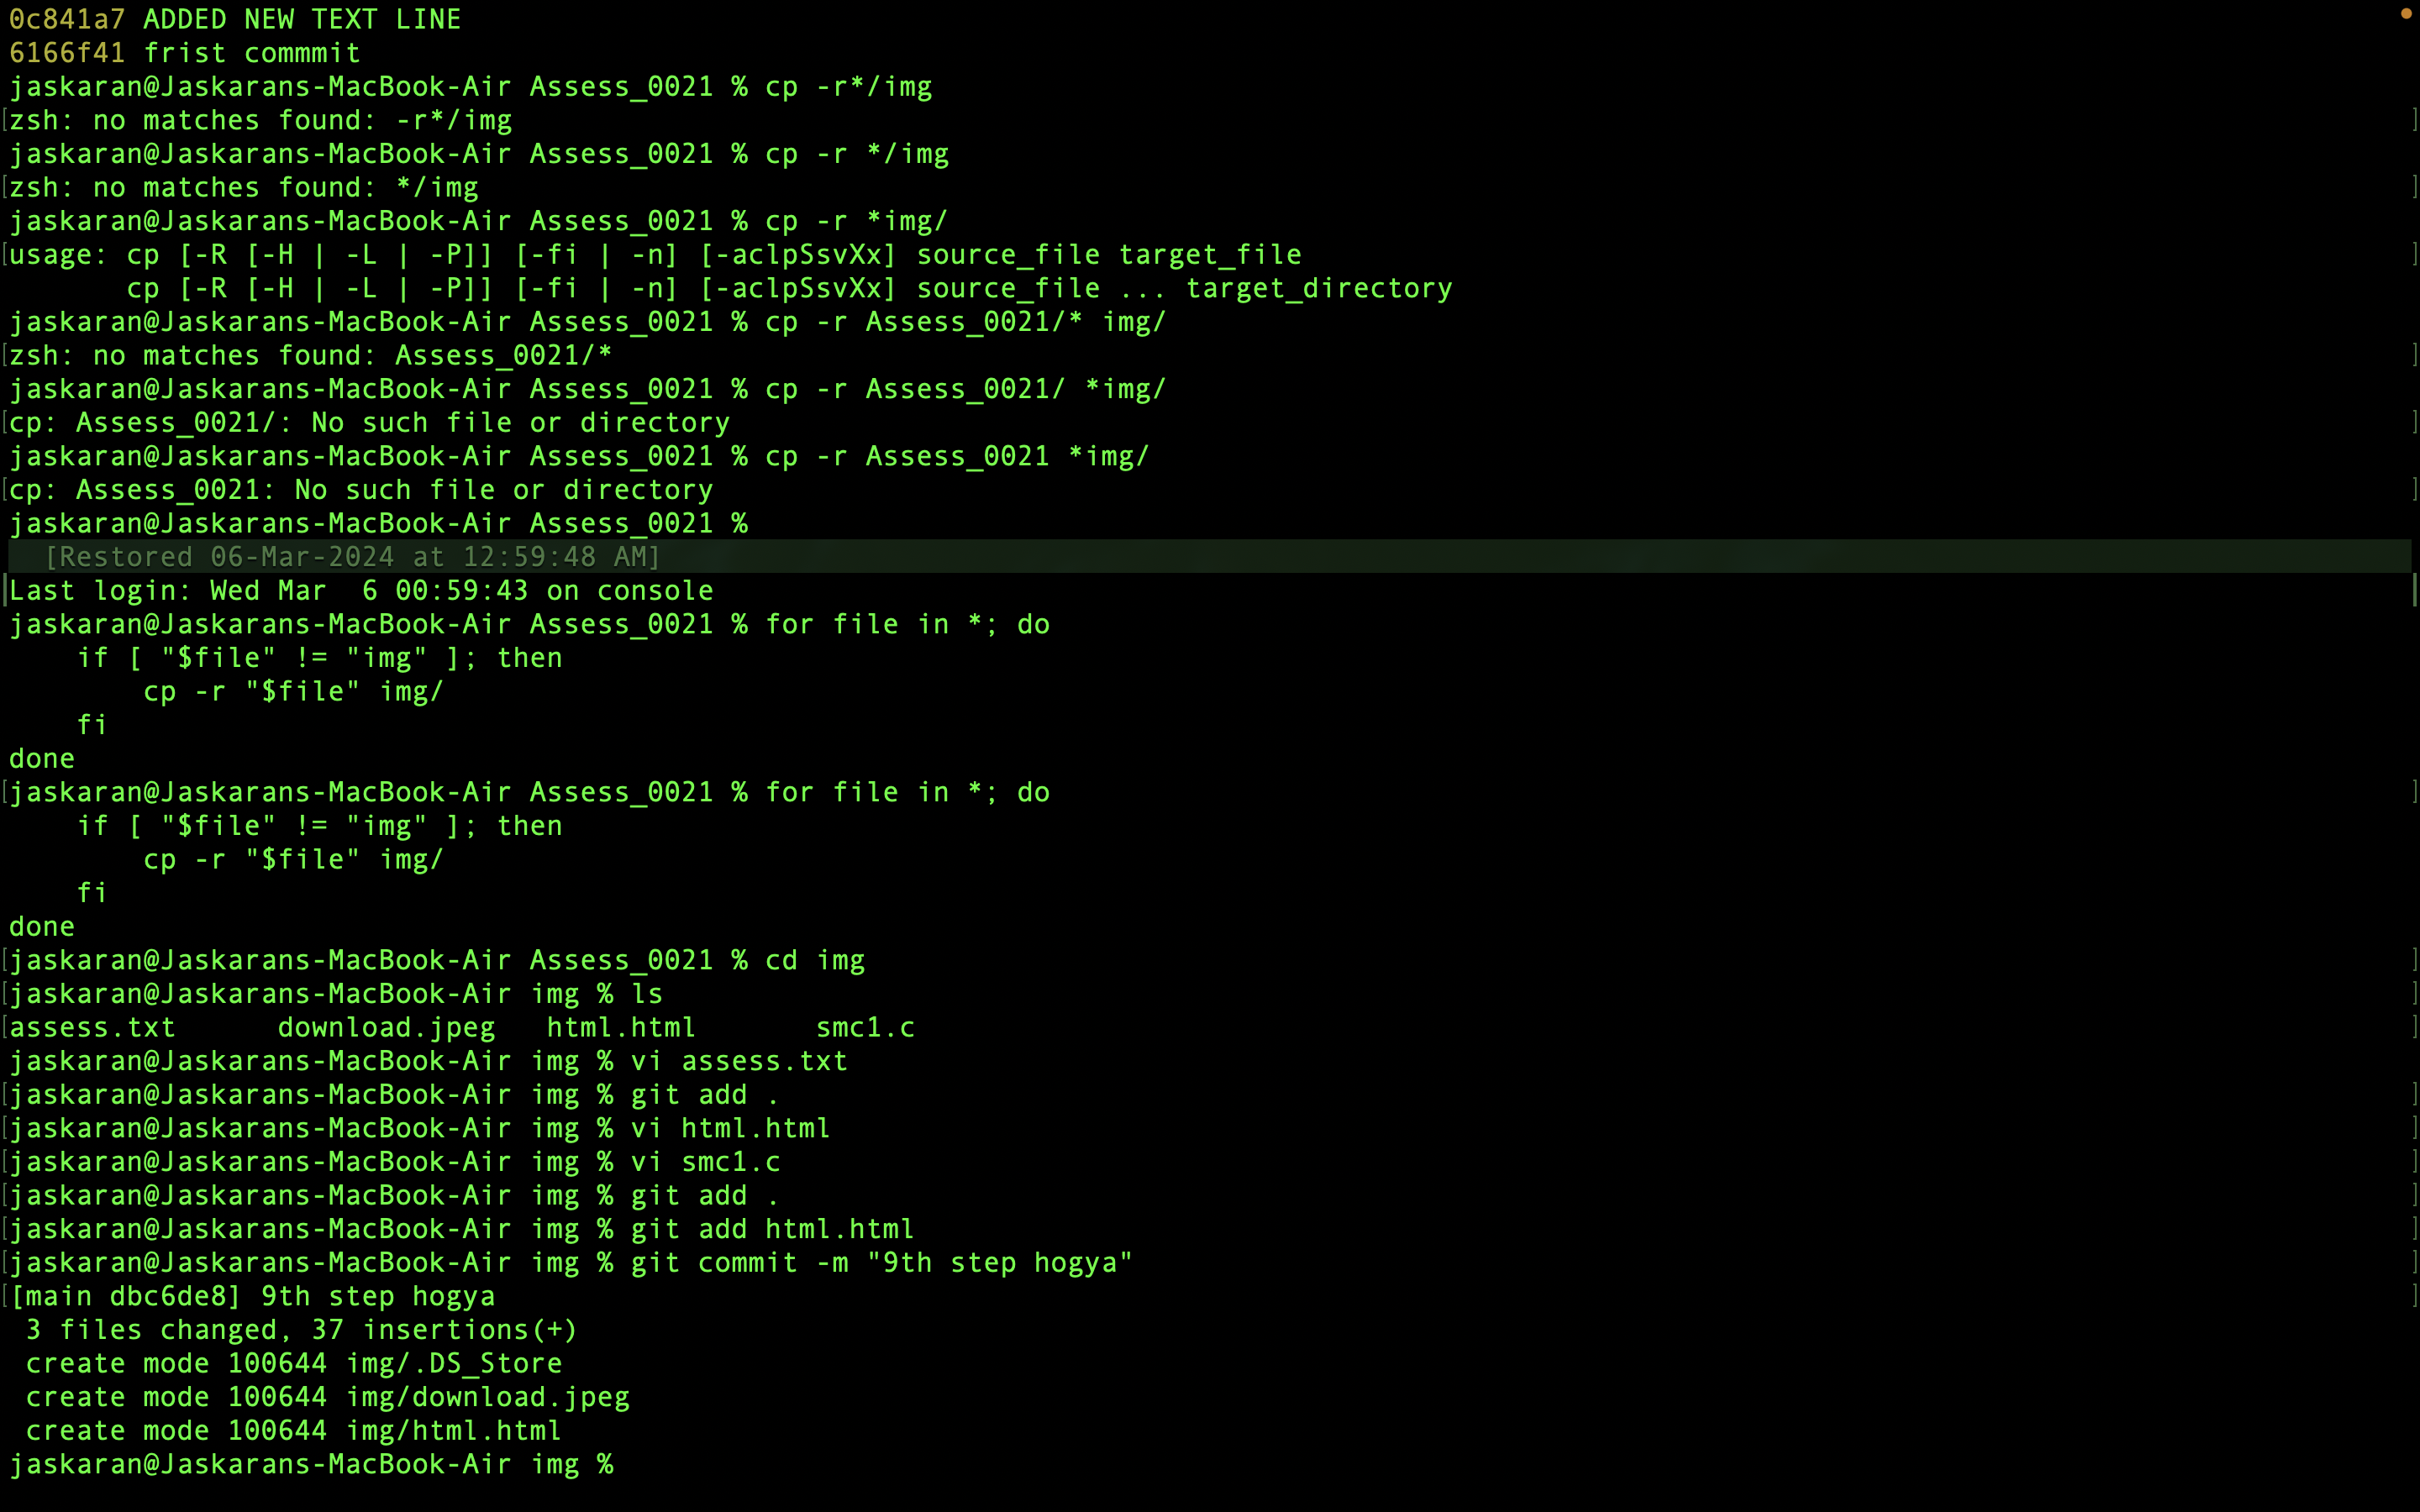 0c841a7 ADDED NEW TEXT LINE
6166f41 frist commmit
jaskaran@Jaskarans-MacBook-Air Assess_0021 % cp -r*/img
[zsh: no matches found: -r*/img ]
jaskaran@Jaskarans-MacBook-Air Assess_0021 % cp -r */img
[zsh: no matches found: */img ]
jaskaran@Jaskarans-MacBook-Air Assess_0021 % cp -r *img/
[usage: cp [-R [-H | -L | -P]] [-fi | -n] [-aclpSsvXx] source_file target_file ]
       cp [-R [-H | -L | -P]] [-fi | -n] [-aclpSsvXx] source_file ... target_directory
jaskaran@Jaskarans-MacBook-Air Assess_0021 % cp -r Assess_0021/* img/
[zsh: no matches found: Assess_0021/* ]
jaskaran@Jaskarans-MacBook-Air Assess_0021 % cp -r Assess_0021/ *img/
[cp: Assess_0021/: No such file or directory ]
jaskaran@Jaskarans-MacBook-Air Assess_0021 % cp -r Assess_0021 *img/
[cp: Assess_0021: No such file or directory ]
jaskaran@Jaskarans-MacBook-Air Assess_0021 %
  [Restored 06-Mar-2024 at 12:59:48 AM]
Last login: Wed Mar  6 00:59:43 on console
jaskaran@Jaskarans-MacBook-Air Assess_0021 % for file in *; do
    if [ "$file" != "img" ]; then
        cp -r "$file" img/
    fi
done
[jaskaran@Jaskarans-MacBook-Air Assess_0021 % for file in *; do ]
    if [ "$file" != "img" ]; then
        cp -r "$file" img/
    fi
done
[jaskaran@Jaskarans-MacBook-Air Assess_0021 % cd img ]
[jaskaran@Jaskarans-MacBook-Air img % ls ]
[assess.txt      download.jpeg   html.html       smc1.c ]
jaskaran@Jaskarans-MacBook-Air img % vi assess.txt
[jaskaran@Jaskarans-MacBook-Air img % git add . ]
[jaskaran@Jaskarans-MacBook-Air img % vi html.html ]
[jaskaran@Jaskarans-MacBook-Air img % vi smc1.c ]
[jaskaran@Jaskarans-MacBook-Air img % git add . ]
[jaskaran@Jaskarans-MacBook-Air img % git add html.html ]
[jaskaran@Jaskarans-MacBook-Air img % git commit -m "9th step hogya" ]
[[main dbc6de8] 9th step hogya ]
 3 files changed, 37 insertions(+)
 create mode 100644 img/.DS_Store
 create mode 100644 img/download.jpeg
 create mode 100644 img/html.html
jaskaran@Jaskarans-MacBook-Air img %